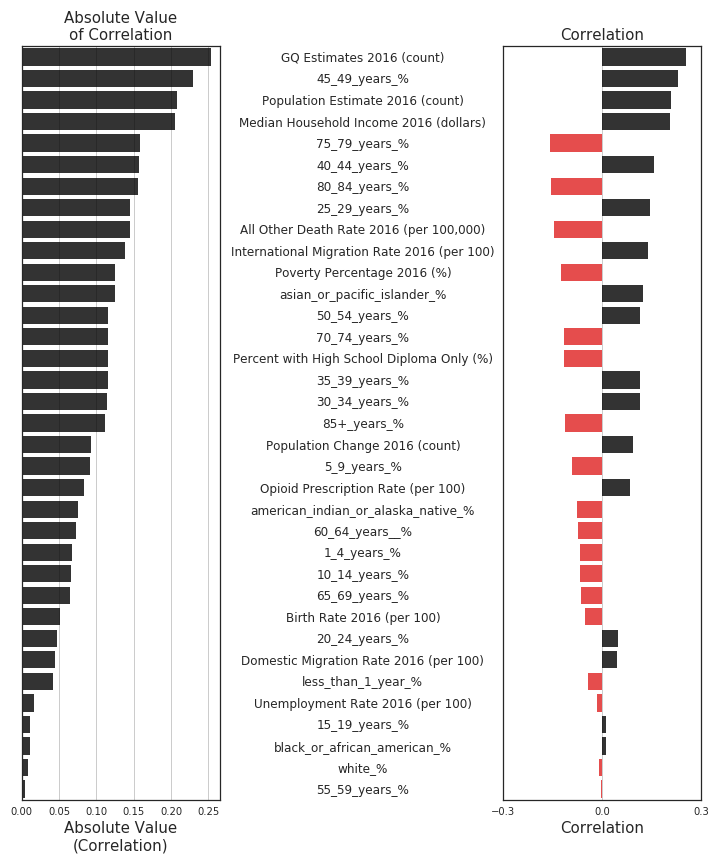 Absolute Value
of Correlation
Correlation
GQ Estimates 2016 (count)
45_49_years_%
Population Estimate 2016 (count)
Median Household Income 2016 (dollars)
75_79_years_%
40_44_years_%
80_84_years_%
25_29_years_%
All Other Death Rate 2016 (per 100,000)
International Migration Rate 2016 (per 100)
Poverty Percentage 2016 (%)
asian_or_pacific_islander_%
50_54_years_%
70_74_years_%
Percent with High School Diploma Only (%)
35_39_years_%
30_34_years_%
85+_years_%
Population Change 2016 (count)
5_9_years_%
Opioid Prescription Rate (per 100)
american_indian_or_alaska_native_%
60_64_years__%
1_4_years_%
10_14_years_%
65_69_years_%
Birth Rate 2016 (per 100)
20_24_years_%
Domestic Migration Rate 2016 (per 100)
less_than_1_year_%
Unemployment Rate 2016 (per 100)
15_19_years_%
black_or_african_american_%
white_%
55_59_years_%
0.00 0.05 0.10 0.15 0.20 0.25
−0.3 0.0 0.3
Absolute Value
(Correlation)
Correlation